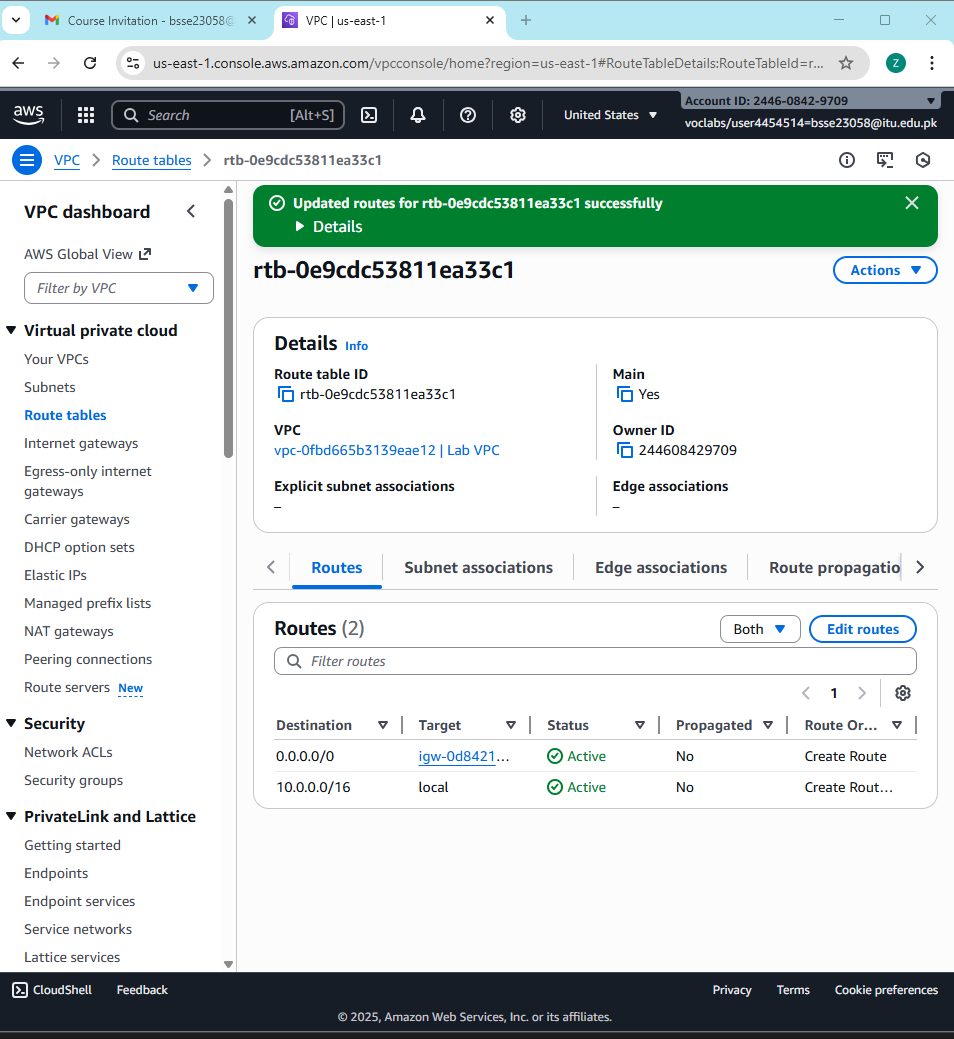 Course Invitation - bsse23058@
VPC | us-east-1
us-east-1.console.aws.amazon.com/vpcconsole/home?region=us-east-1#RouteTableDetails:RouteTableId=r...
Z
aws
Search
[Alt+S]
United States
Account ID: 2446-0842-9709
voclabs/user4454514=bsse23058@itu.edu.pk
VPC
Route tables
rtb-0e9cdc53811ea33c1
VPC dashboard
AWS Global View
Filter by VPC
Virtual private cloud
Your VPCs
Subnets
Route tables
Internet gateways
Egress-only internet
gateways
Carrier gateways
DHCP option sets
Elastic IPs
Managed prefix lists
NAT gateways
Peering connections
Route servers New
Security
Network ACLs
Security groups
PrivateLink and Lattice
Getting started
Endpoints
Endpoint services
Service networks
Lattice services
Updated routes for rtb-0e9cdc53811ea33c1 successfully
Details
rtb-0e9cdc53811ea33c1
Actions
Details Info
Route table ID
rtb-0e9cdc53811ea33c1
Main
Yes
VPC
vpc-0fbd665b3139eae12 | Lab VPC
Owner ID
244608429709
Explicit subnet associations
–
Edge associations
–
Routes
Subnet associations
Edge associations
Route propagatio
Routes (2)
Both
Edit routes
Filter routes
1
Destination Target Status Propagated Route Or...
0.0.0.0/0 igw-0d8421... Active No Create Route
10.0.0.0/16 local Active No Create Rout...
CloudShell Feedback Privacy Terms Cookie preferences
© 2025, Amazon Web Services, Inc. or its affiliates.